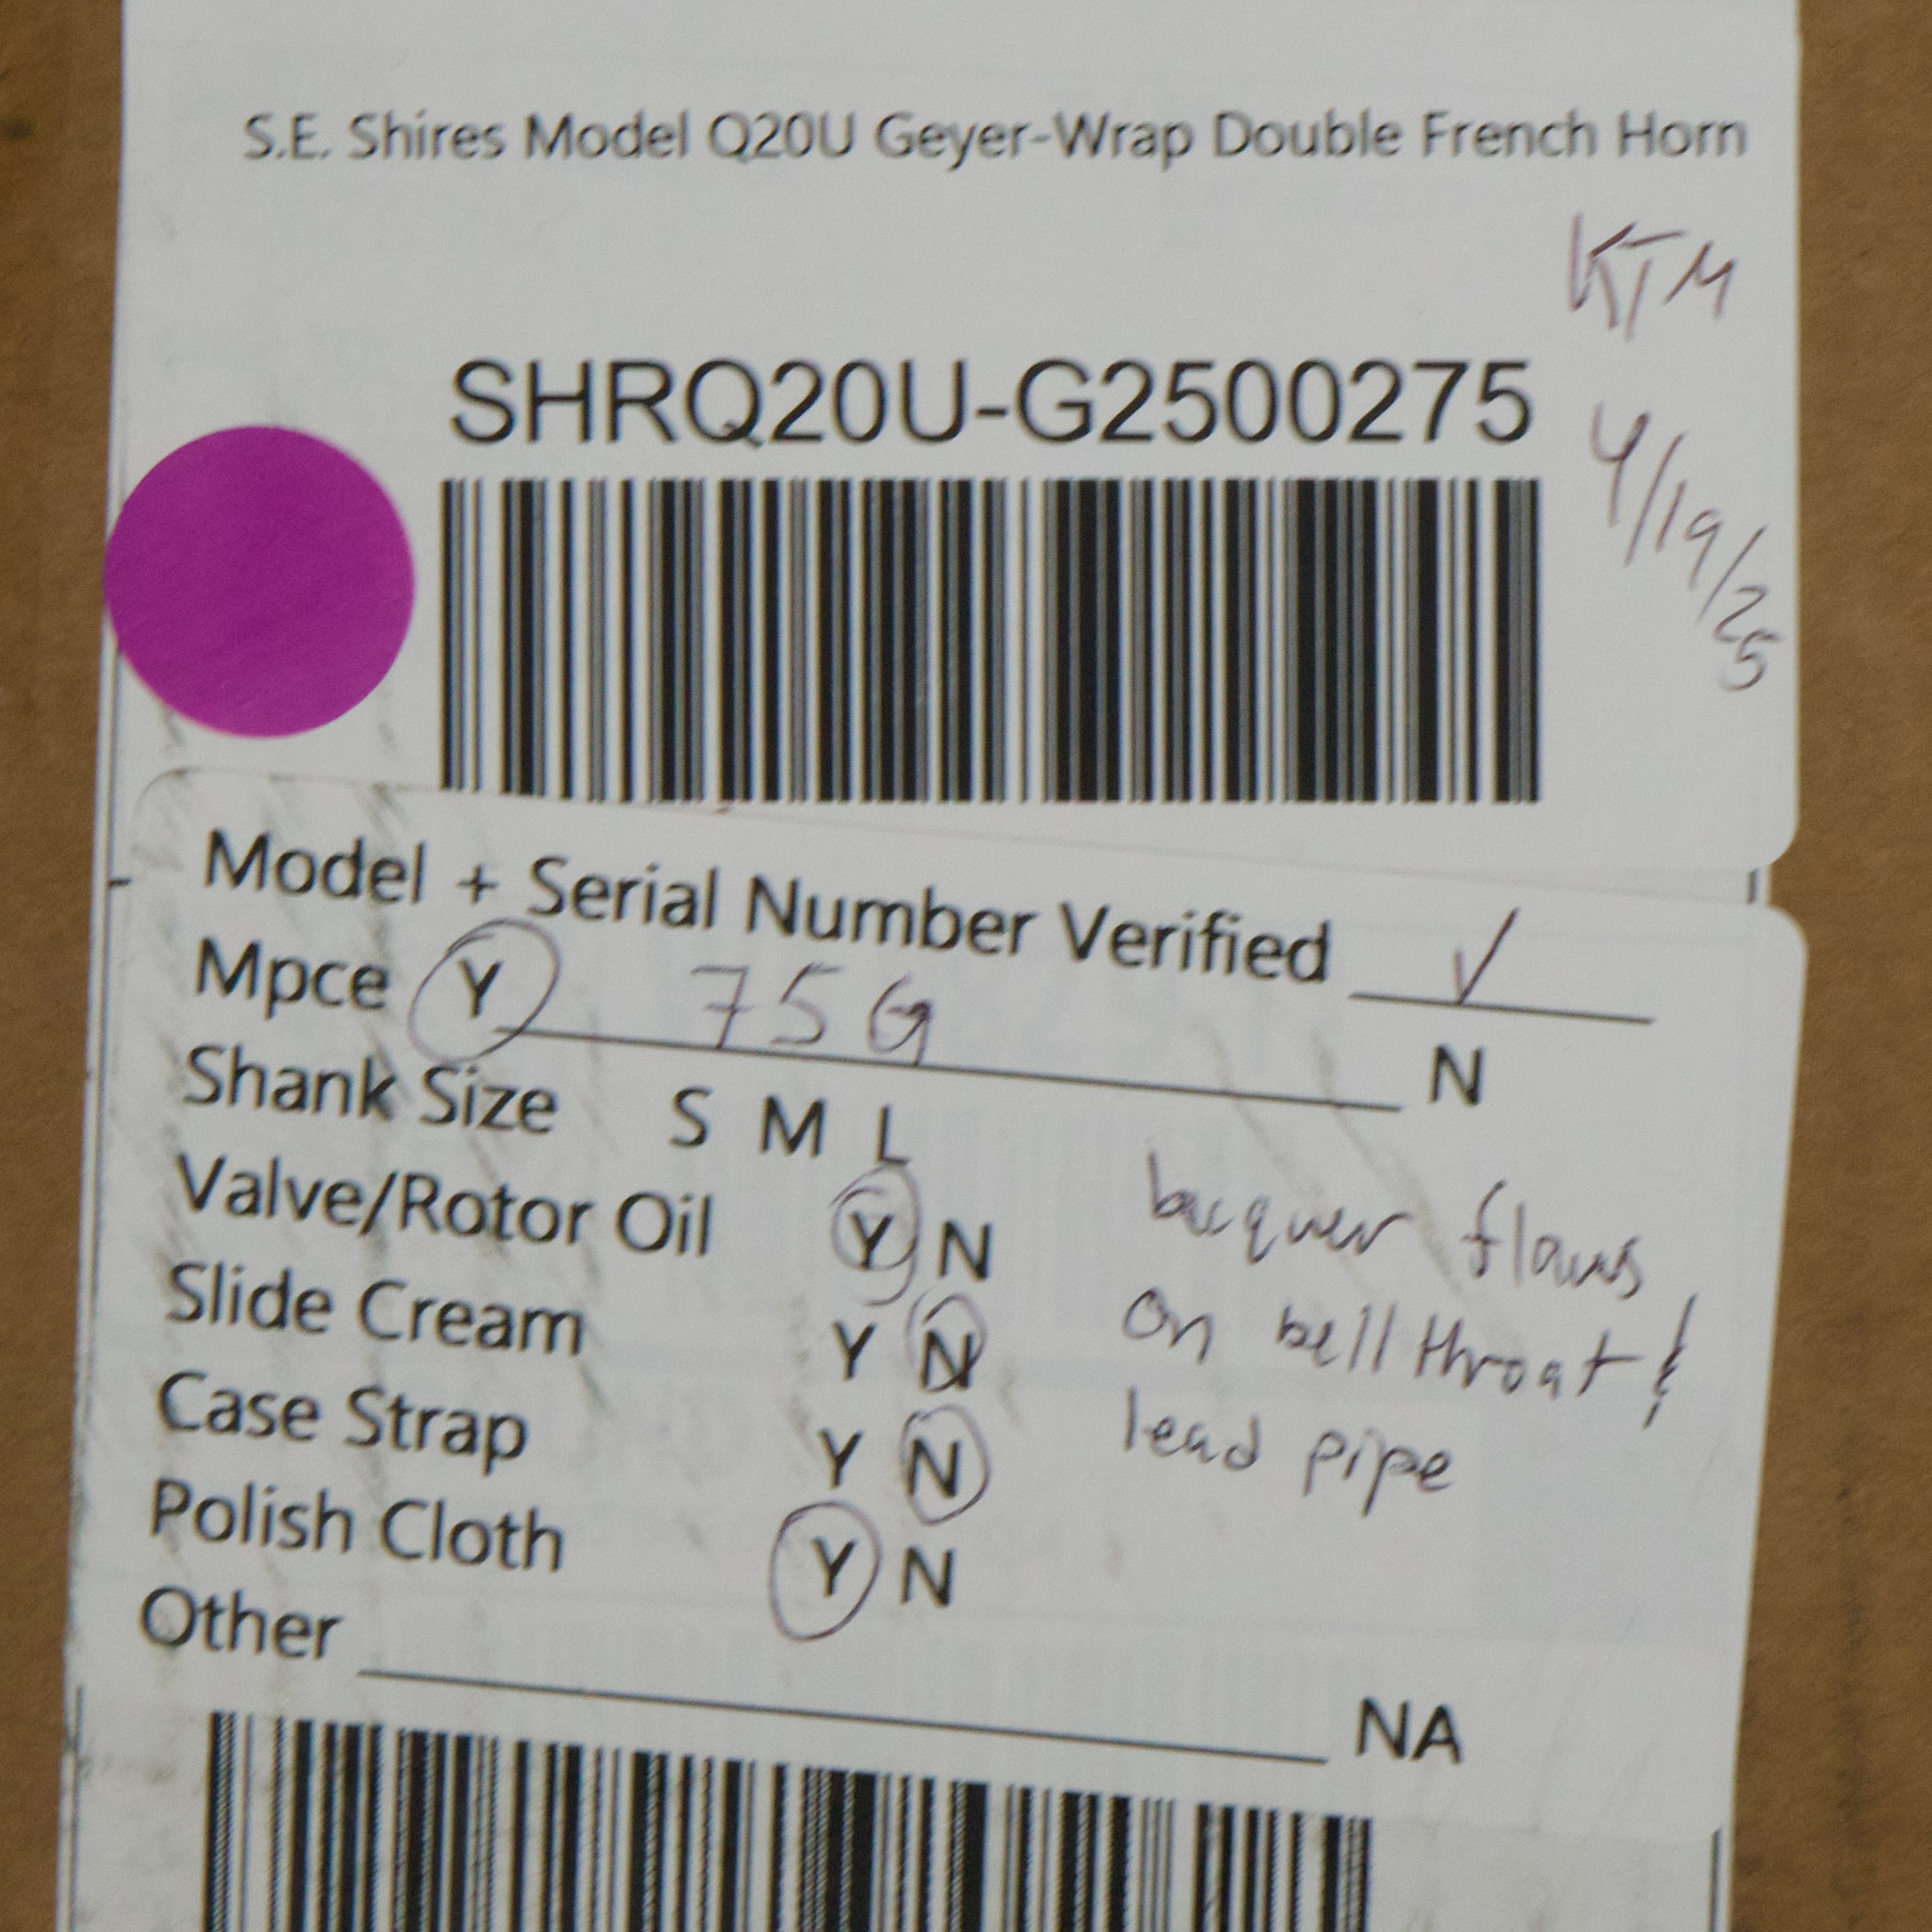 S.E. Shires Model Q20U Geyer-Wrap Double French Horn
KTM
SHRQ20U-G2500275
4/19/25
Model + Serial Number Verified ✓
Mpce Y 75G N
Shank Size S M L
Valve/Rotor Oil Y N
Slide Cream Y N
Case Strap Y N
Polish Cloth Y N
Other NA
lacquer flaws
on bell throat &
lead pipe